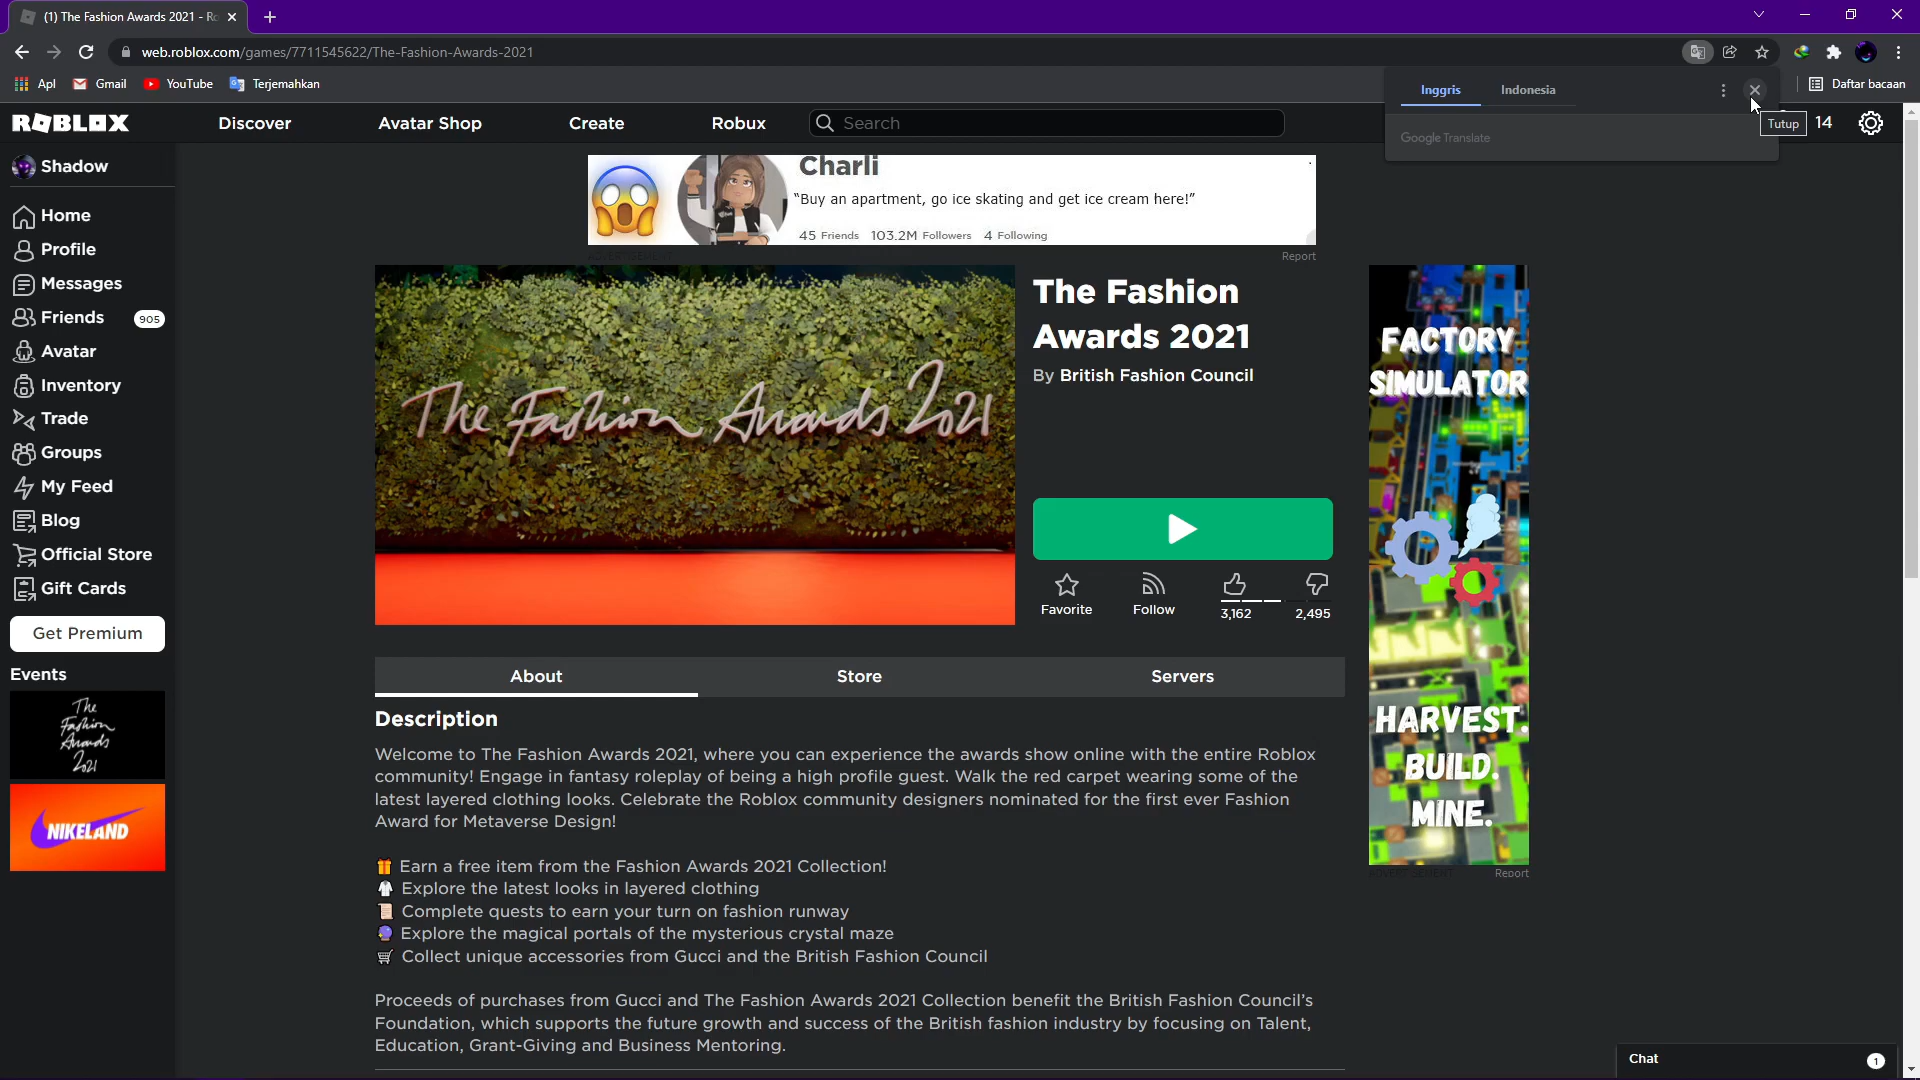 (1) The Fashion Awards 2021 - Ro
web.roblox.com/games/7711545622/The-Fashion-Awards-2021
Apl
Gmail
YouTube
Terjemahkan
Inggris
Indonesia
Daftar bacaan
Google Translate
Tutup
ROBLOX
Discover
Avatar Shop
Create
Robux
Search
14
Shadow
Home
Profile
Messages
Friends 905
Avatar
Inventory
Trade
Groups
My Feed
Blog
Official Store
Gift Cards
Get Premium
Events
The
Fashion
Awards
2021
NIKELAND
Charli
“Buy an apartment, go ice skating and get ice cream here!”
45 Friends 103.2M Followers 4 Following
ADVERTISEMENT
Report
The Fashion Awards 2021
The Fashion
Awards 2021
By British Fashion Council
Favorite
Follow
3,162
2,495
About
Store
Servers
Description
Welcome to The Fashion Awards 2021, where you can experience the awards show online with the entire Roblox
community! Engage in fantasy roleplay of being a high profile guest. Walk the red carpet wearing some of the
latest layered clothing looks. Celebrate the Roblox community designers nominated for the first ever Fashion
Award for Metaverse Design!
Earn a free item from the Fashion Awards 2021 Collection!
Explore the latest looks in layered clothing
Complete quests to earn your turn on fashion runway
Explore the magical portals of the mysterious crystal maze
Collect unique accessories from Gucci and the British Fashion Council
Proceeds of purchases from Gucci and The Fashion Awards 2021 Collection benefit the British Fashion Council’s
Foundation, which supports the future growth and success of the British fashion industry by focusing on Talent,
Education, Grant-Giving and Business Mentoring.
FACTORY
SIMULATOR
HARVEST.
BUILD.
MINE.
ADVERTISEMENT
Report
Chat
1